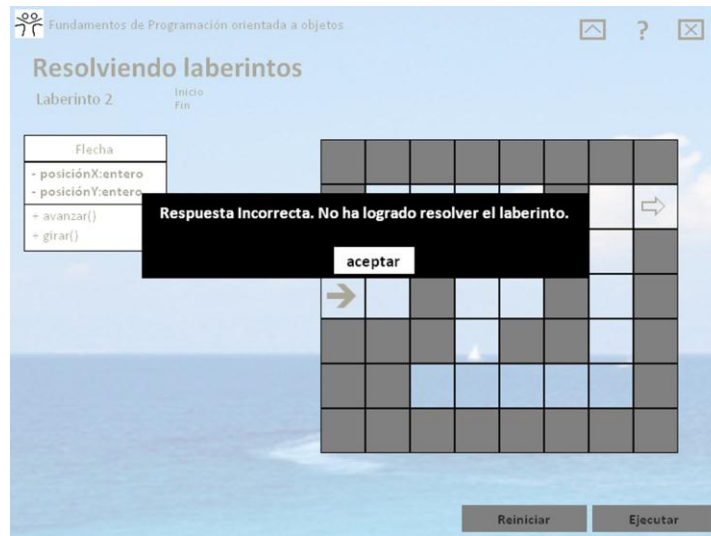 Fundamentos de Programación orientada a objetos
?
Resolviendo laberintos
Laberinto 2
Inicio
Fin
Flecha
- posiciónX:entero
- posiciónY:entero
+ avanzar()
+ girar()
Respuesta Incorrecta. No ha logrado resolver el laberinto.
aceptar
Reiniciar
Ejecutar